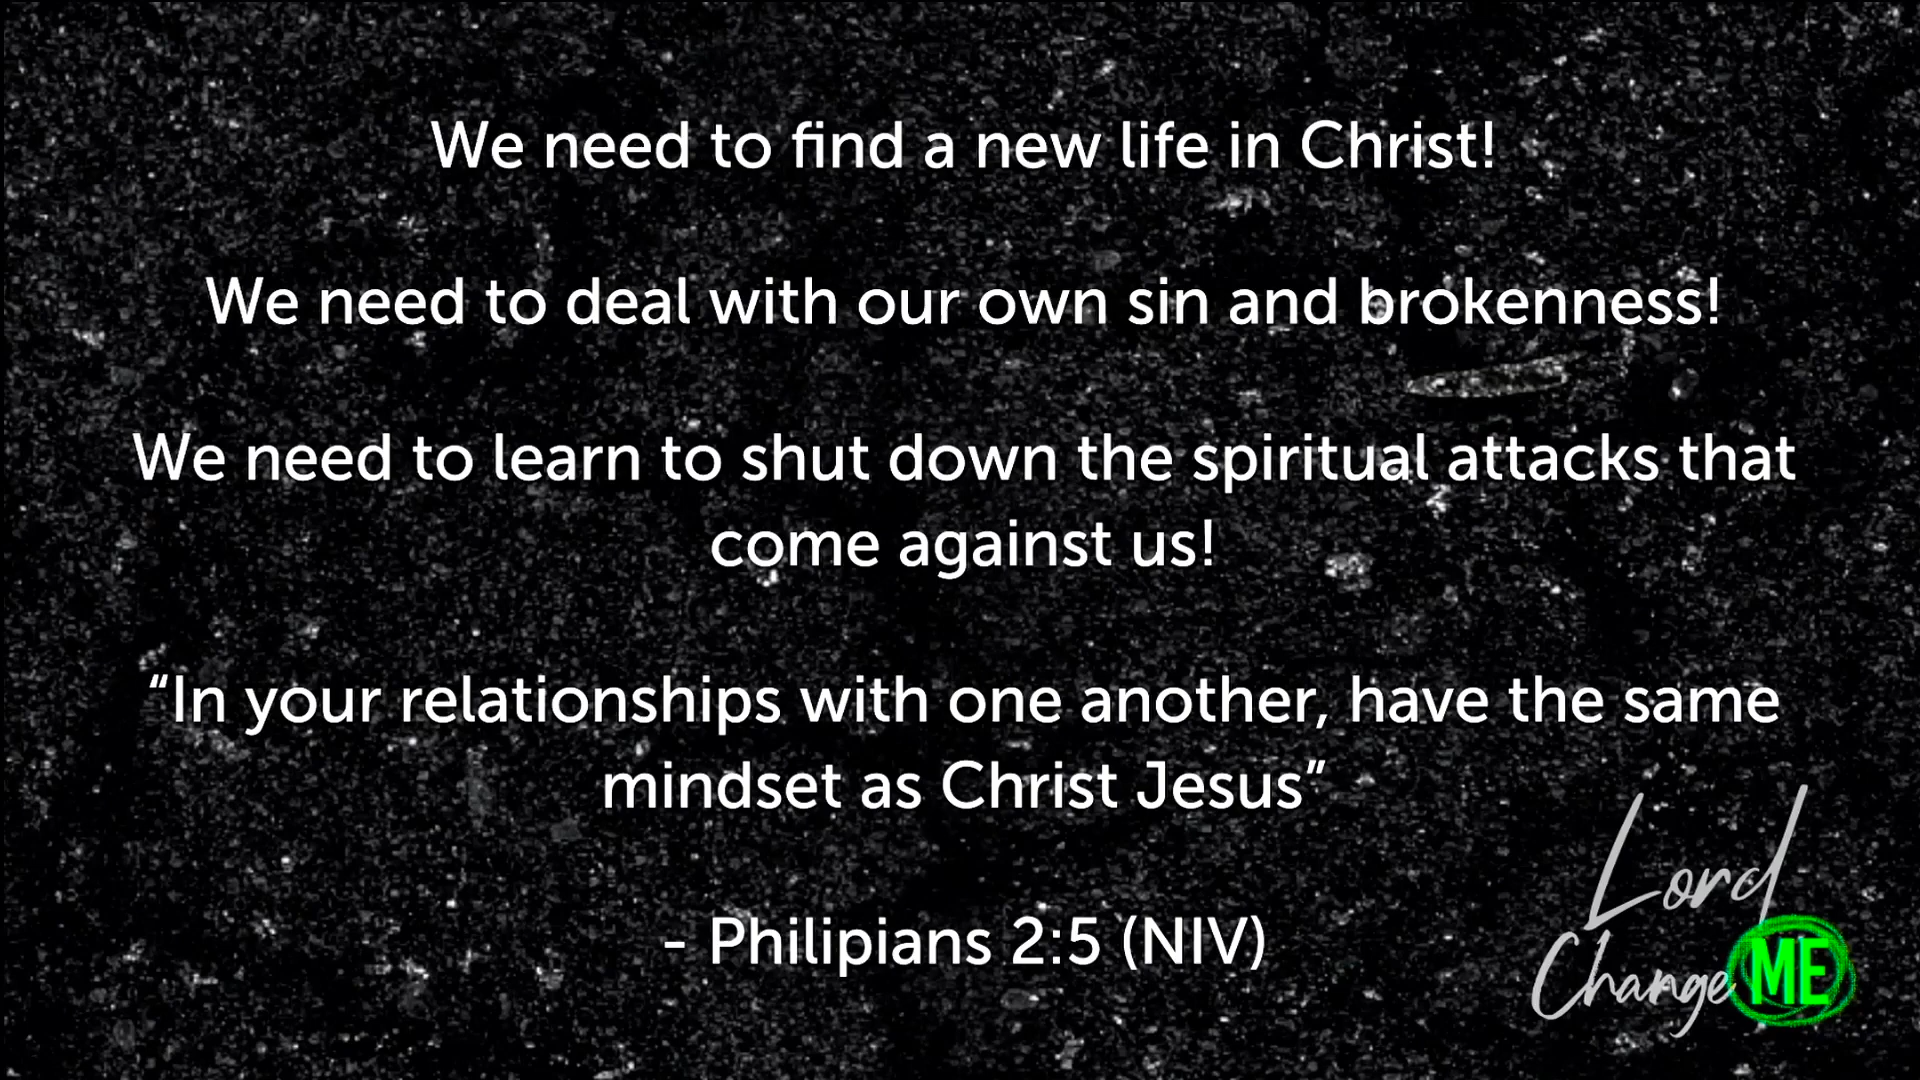 We need to find a new life in Christ!
We need to deal with our own sin and brokenness!
We need to learn to shut down the spiritual attacks that
come against us!
“In your relationships with one another, have the same
mindset as Christ Jesus”
- Philipians 2:5 (NIV)
Lord
Change ME